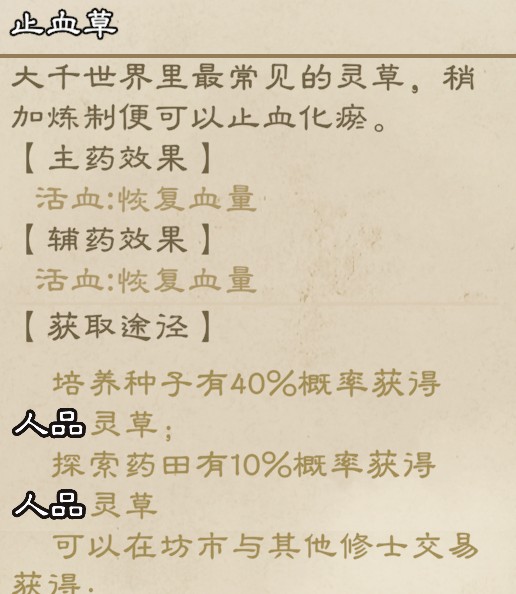 止血草
大千世界里最常见的灵草，稍
加炼制便可以止血化瘀。
【主药效果】
活血:恢复血量
【辅药效果】
活血:恢复血量
【获取途径】
培养种子有40%概率获得
人品灵草；
探索药田有10%概率获得
人品灵草
可以在坊市与其他修士交易
获得；